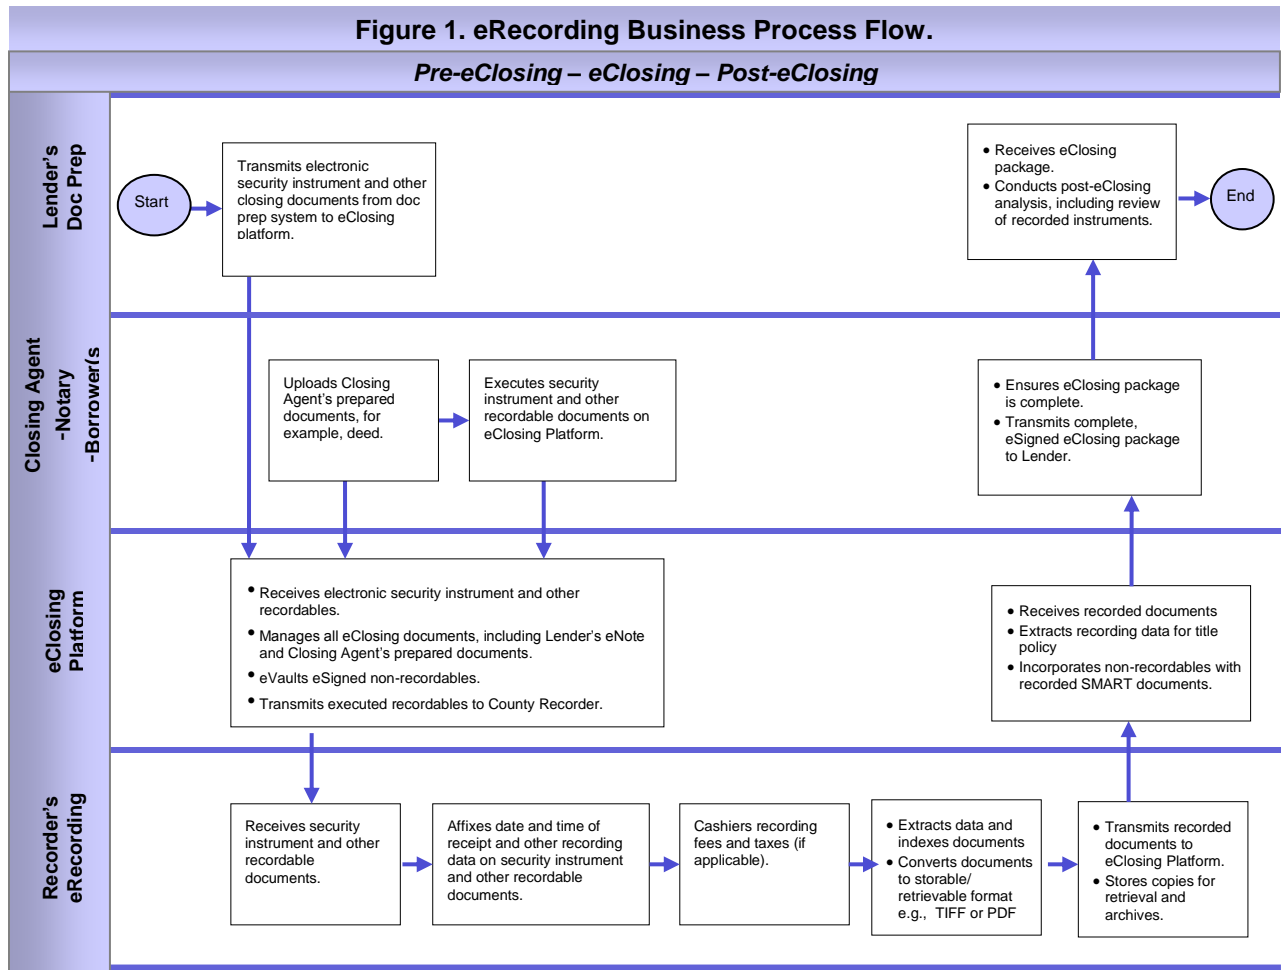 Figure 1. eRecording Business Process Flow.
Pre-eClosing – eClosing – Post-eClosing
Lender's
Doc Prep
Start
Transmits electronic
security instrument and other
closing documents from doc
prep system to eClosing
platform.
• Receives eClosing
package.
• Conducts post-eClosing
analysis, including review
of recorded instruments.
End
Closing Agent
-Notary
-Borrower(s
Uploads Closing
Agent's prepared
documents, for
example, deed.
Executes security
instrument and other
recordable documents on
eClosing Platform.
• Ensures eClosing package
is complete.
• Transmits complete,
eSigned eClosing package
to Lender.
eClosing
Platform
• Receives electronic security instrument and other
recordables.
• Manages all eClosing documents, including Lender's eNote
and Closing Agent's prepared documents.
• eVaults eSigned non-recordables.
• Transmits executed recordables to County Recorder.
• Receives recorded documents
• Extracts recording data for title
policy
• Incorporates non-recordables with
recorded SMART documents.
Recorder's
eRecording
Receives security
instrument and other
recordable
documents.
Affixes date and time of
receipt and other recording
data on security instrument
and other recordable
documents.
Cashiers recording
fees and taxes (if
applicable).
• Extracts data and
indexes documents
• Converts documents
to storable/
retrievable format
e.g., TIFF or PDF
• Transmits recorded
documents to
eClosing Platform.
• Stores copies for
retrieval and
archives.